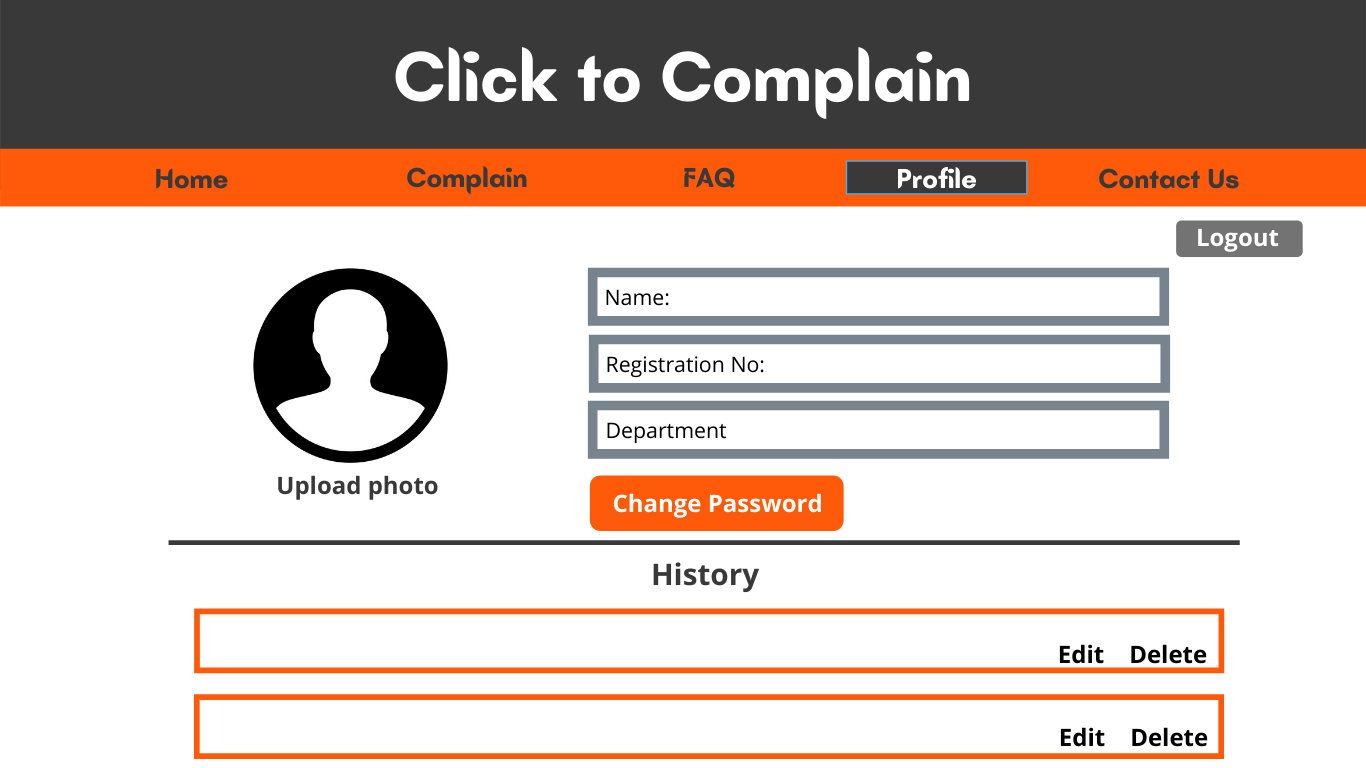 Click to Complain
Home Complain FAQ Profile Contact Us
Logout
Name:
Registration No:
Department
Upload photo
Change Password
History
Edit Delete
Edit Delete